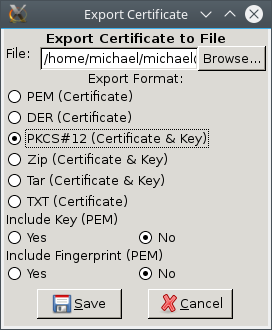 Export Certificate
Export Certificate to File
File: /home/michael/michael Browse...
Export Format:
PEM (Certificate)
DER (Certificate)
PKCS#12 (Certificate & Key)
Zip (Certificate & Key)
Tar (Certificate & Key)
TXT (Certificate)
Include Key (PEM)
Yes No
Include Fingerprint (PEM)
Yes No
Save Cancel